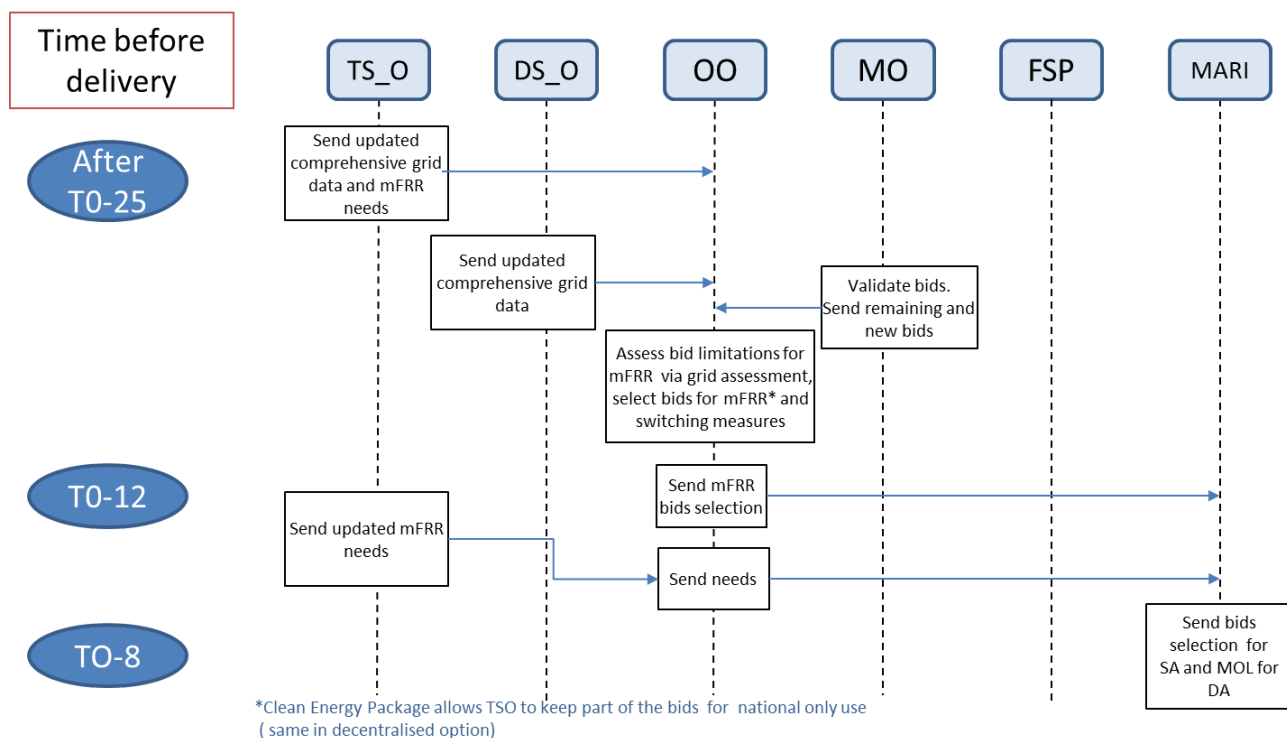 Time before
delivery
TS_O
DS_O
OO
MO
FSP
MARI
After
T0-25
Send updated
comprehensive grid
data and mFRR
needs
Send updated
comprehensive grid
data
Validate bids.
Send remaining and
new bids
Assess bid limitations for
mFRR via grid assessment,
select bids for mFRR* and
switching measures
T0-12
Send mFRR
bids selection
Send updated mFRR
needs
Send needs
TO-8
Send bids
selection for
SA and MOL for
DA
*Clean Energy Package allows TSO to keep part of the bids for national only use
( same in decentralised option)